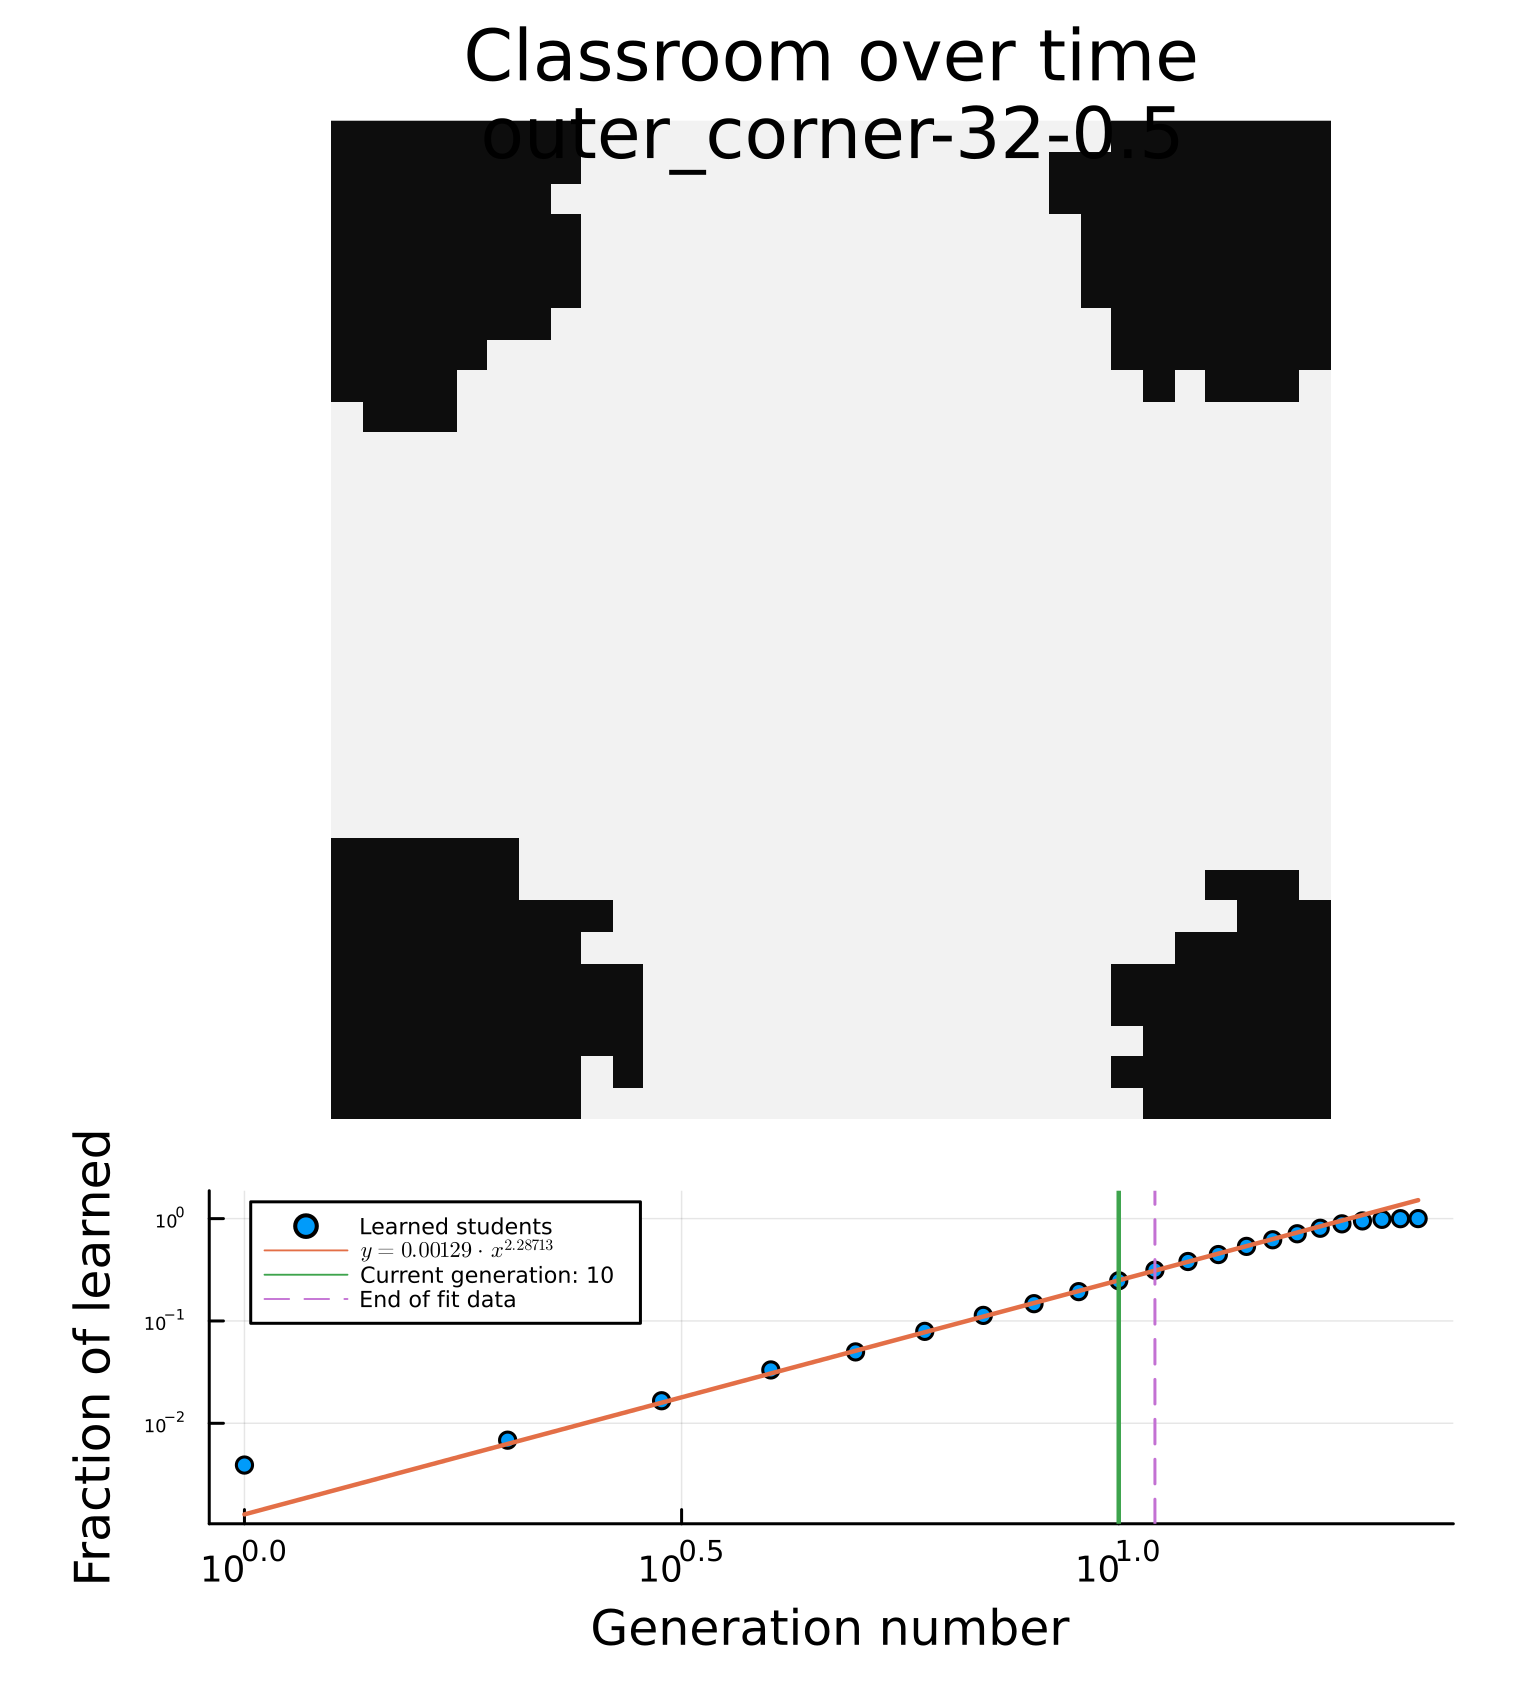 Classroom over time
outer_corner-32-0.5
Fraction of learned
10^0
10^−1
10^−2
Learned students
y = 0.00129 · x^2.28713
Current generation: 10
End of fit data
10^0.0 10^0.5 10^1.0
Generation number